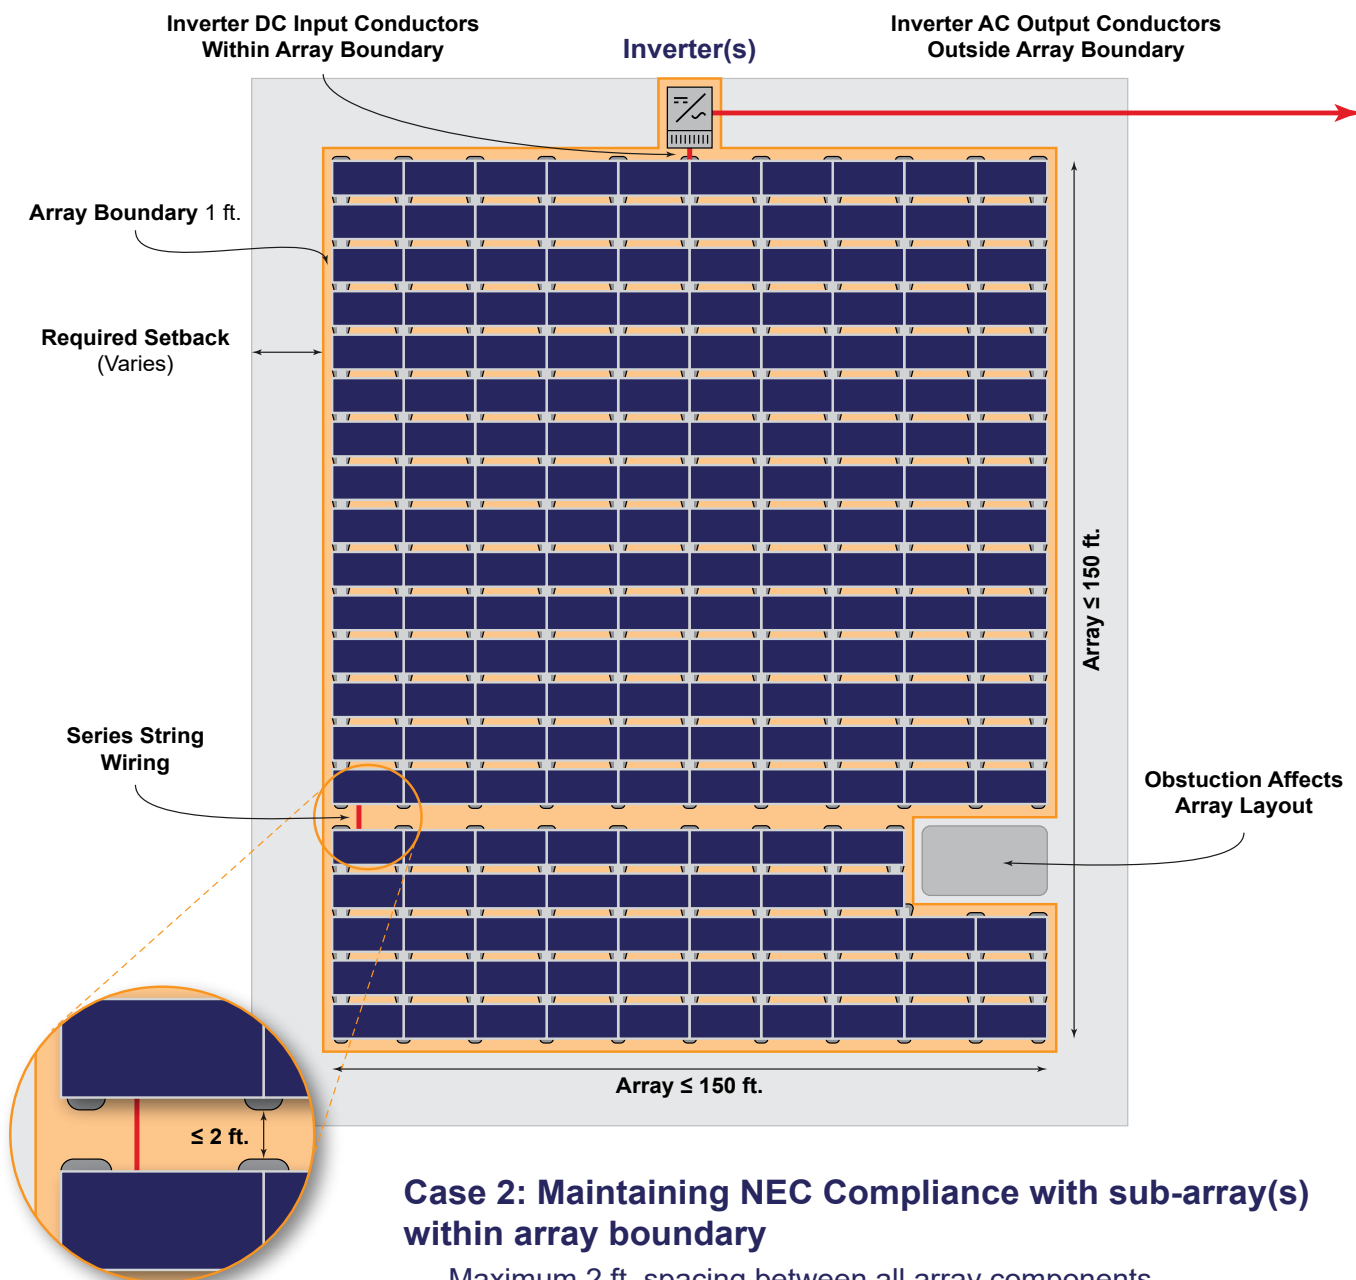 Inverter DC Input Conductors
Within Array Boundary
Inverter(s)
Inverter AC Output Conductors
Outside Array Boundary
Array Boundary 1 ft.
Required Setback
(Varies)
Array ≤ 150 ft.
Series String
Wiring
Obstuction Affects
Array Layout
Array ≤ 150 ft.
≤ 2 ft.
Case 2: Maintaining NEC Compliance with sub-array(s)
within array boundary
Maximum 2 ft. spacing between all array components